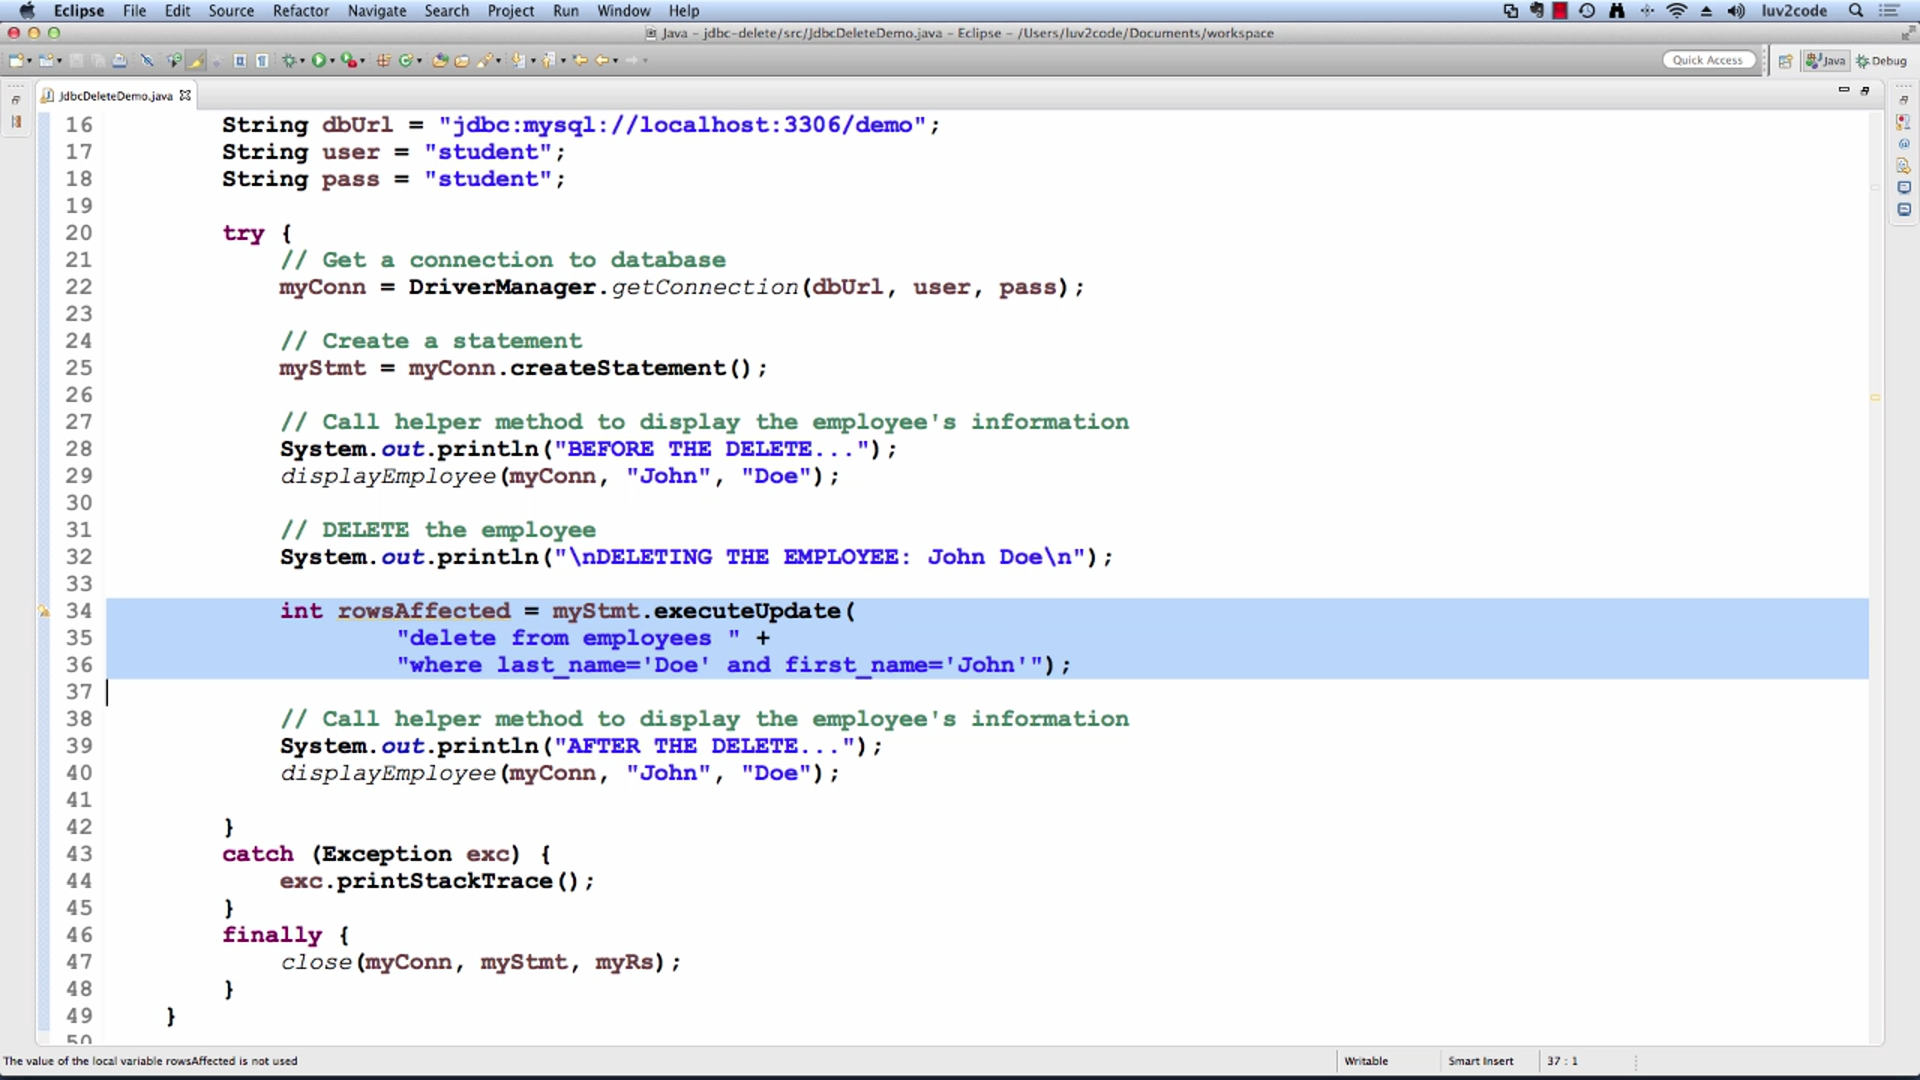 Eclipse File Edit Source Refactor Navigate Search Project Run Window Help luv2code
Java - jdbc-delete/src/JdbcDeleteDemo.java - Eclipse - /Users/luv2code/Documents/workspace
Quick Access Java Debug
JdbcDeleteDemo.java
16 String dbUrl = "jdbc:mysql://localhost:3306/demo";
17 String user = "student";
18 String pass = "student";
19
20 try {
21 // Get a connection to database
22 myConn = DriverManager.getConnection(dbUrl, user, pass);
23
24 // Create a statement
25 myStmt = myConn.createStatement();
26
27 // Call helper method to display the employee's information
28 System.out.println("BEFORE THE DELETE...");
29 displayEmployee(myConn, "John", "Doe");
30
31 // DELETE the employee
32 System.out.println("\nDELETING THE EMPLOYEE: John Doe\n");
33
34 int rowsAffected = myStmt.executeUpdate(
35 "delete from employees " +
36 "where last_name='Doe' and first_name='John'");
37
38 // Call helper method to display the employee's information
39 System.out.println("AFTER THE DELETE...");
40 displayEmployee(myConn, "John", "Doe");
41
42 }
43 catch (Exception exc) {
44 exc.printStackTrace();
45 }
46 finally {
47 close(myConn, myStmt, myRs);
48 }
49 }
50
The value of the local variable rowsAffected is not used Writable Smart Insert 37 : 1